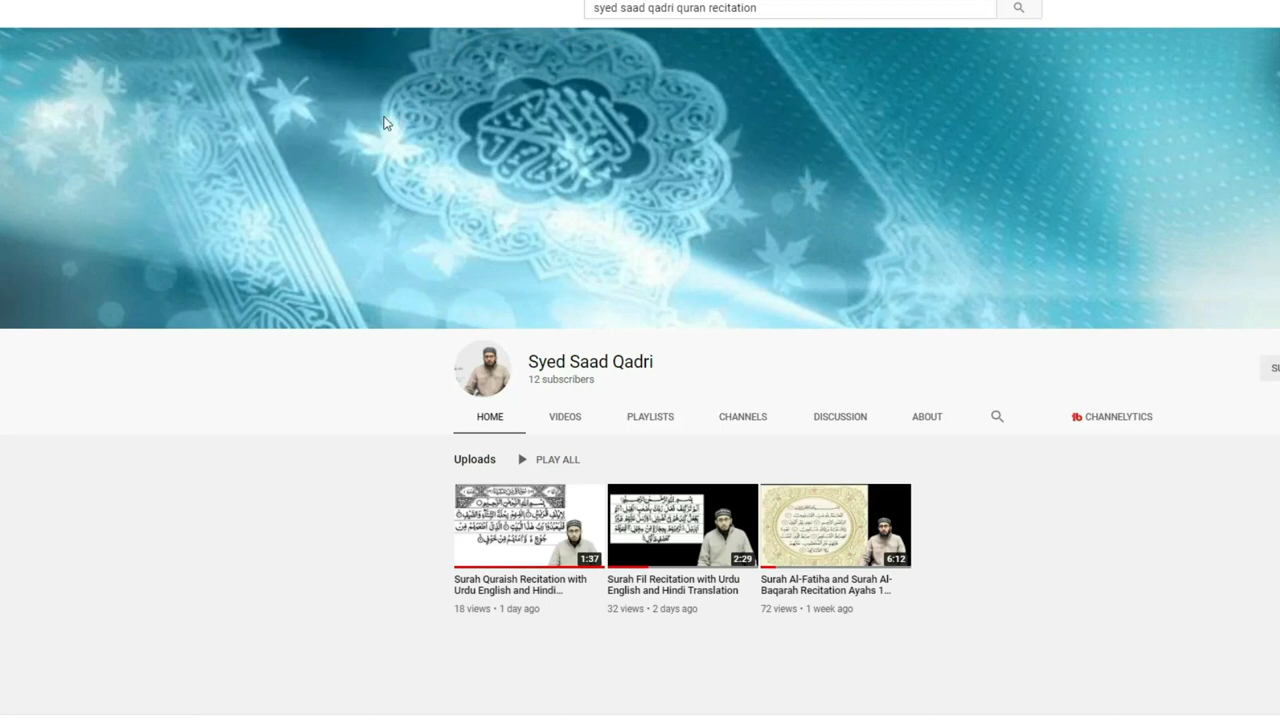 syed saad qadri quran recitation
Syed Saad Qadri
12 subscribers
SU
HOME VIDEOS PLAYLISTS CHANNELS DISCUSSION ABOUT CHANNELYTICS
Uploads PLAY ALL
1:37 2:29 6:12
Surah Quraish Recitation with
Urdu English and Hindi...
18 views • 1 day ago
Surah Fil Recitation with Urdu
English and Hindi Translation
32 views • 2 days ago
Surah Al-Fatiha and Surah Al-
Baqarah Recitation Ayahs 1...
72 views • 1 week ago